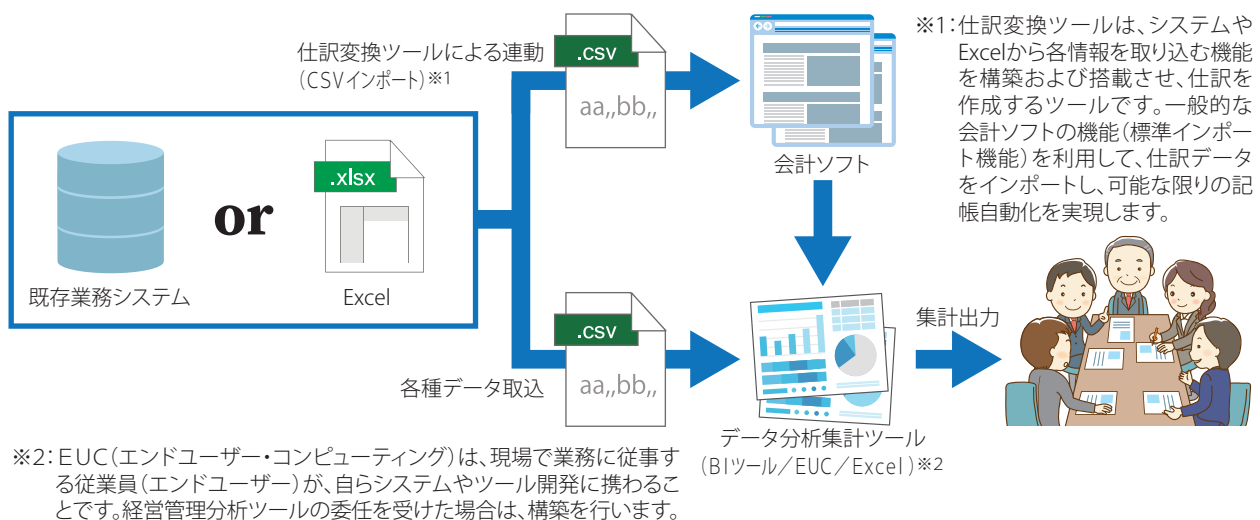 仕訳変換ツールによる連動
（CSVインポート）※1
.csv
aa,,bb,,
会計ソフト
※1：仕訳変換ツールは、システムや
Excelから各情報を取り込む機能
を構築および搭載させ、仕訳を
作成するツールです。一般的な
会計ソフトの機能（標準インポー
ト機能）を利用して、仕訳データ
をインポートし、可能な限りの記
帳自動化を実現します。
既存業務システム
or
.xlsx
Excel
各種データ取込
.csv
aa,,bb,,
データ分析集計ツール
（BIツール／EUC／Excel）※2
集計出力
※2：EUC（エンドユーザー・コンピューティング）は、現場で業務に従事す
る従業員（エンドユーザー）が、自らシステムやツール開発に携わるこ
とです。経営管理分析ツールの委任を受けた場合は、構築を行います。